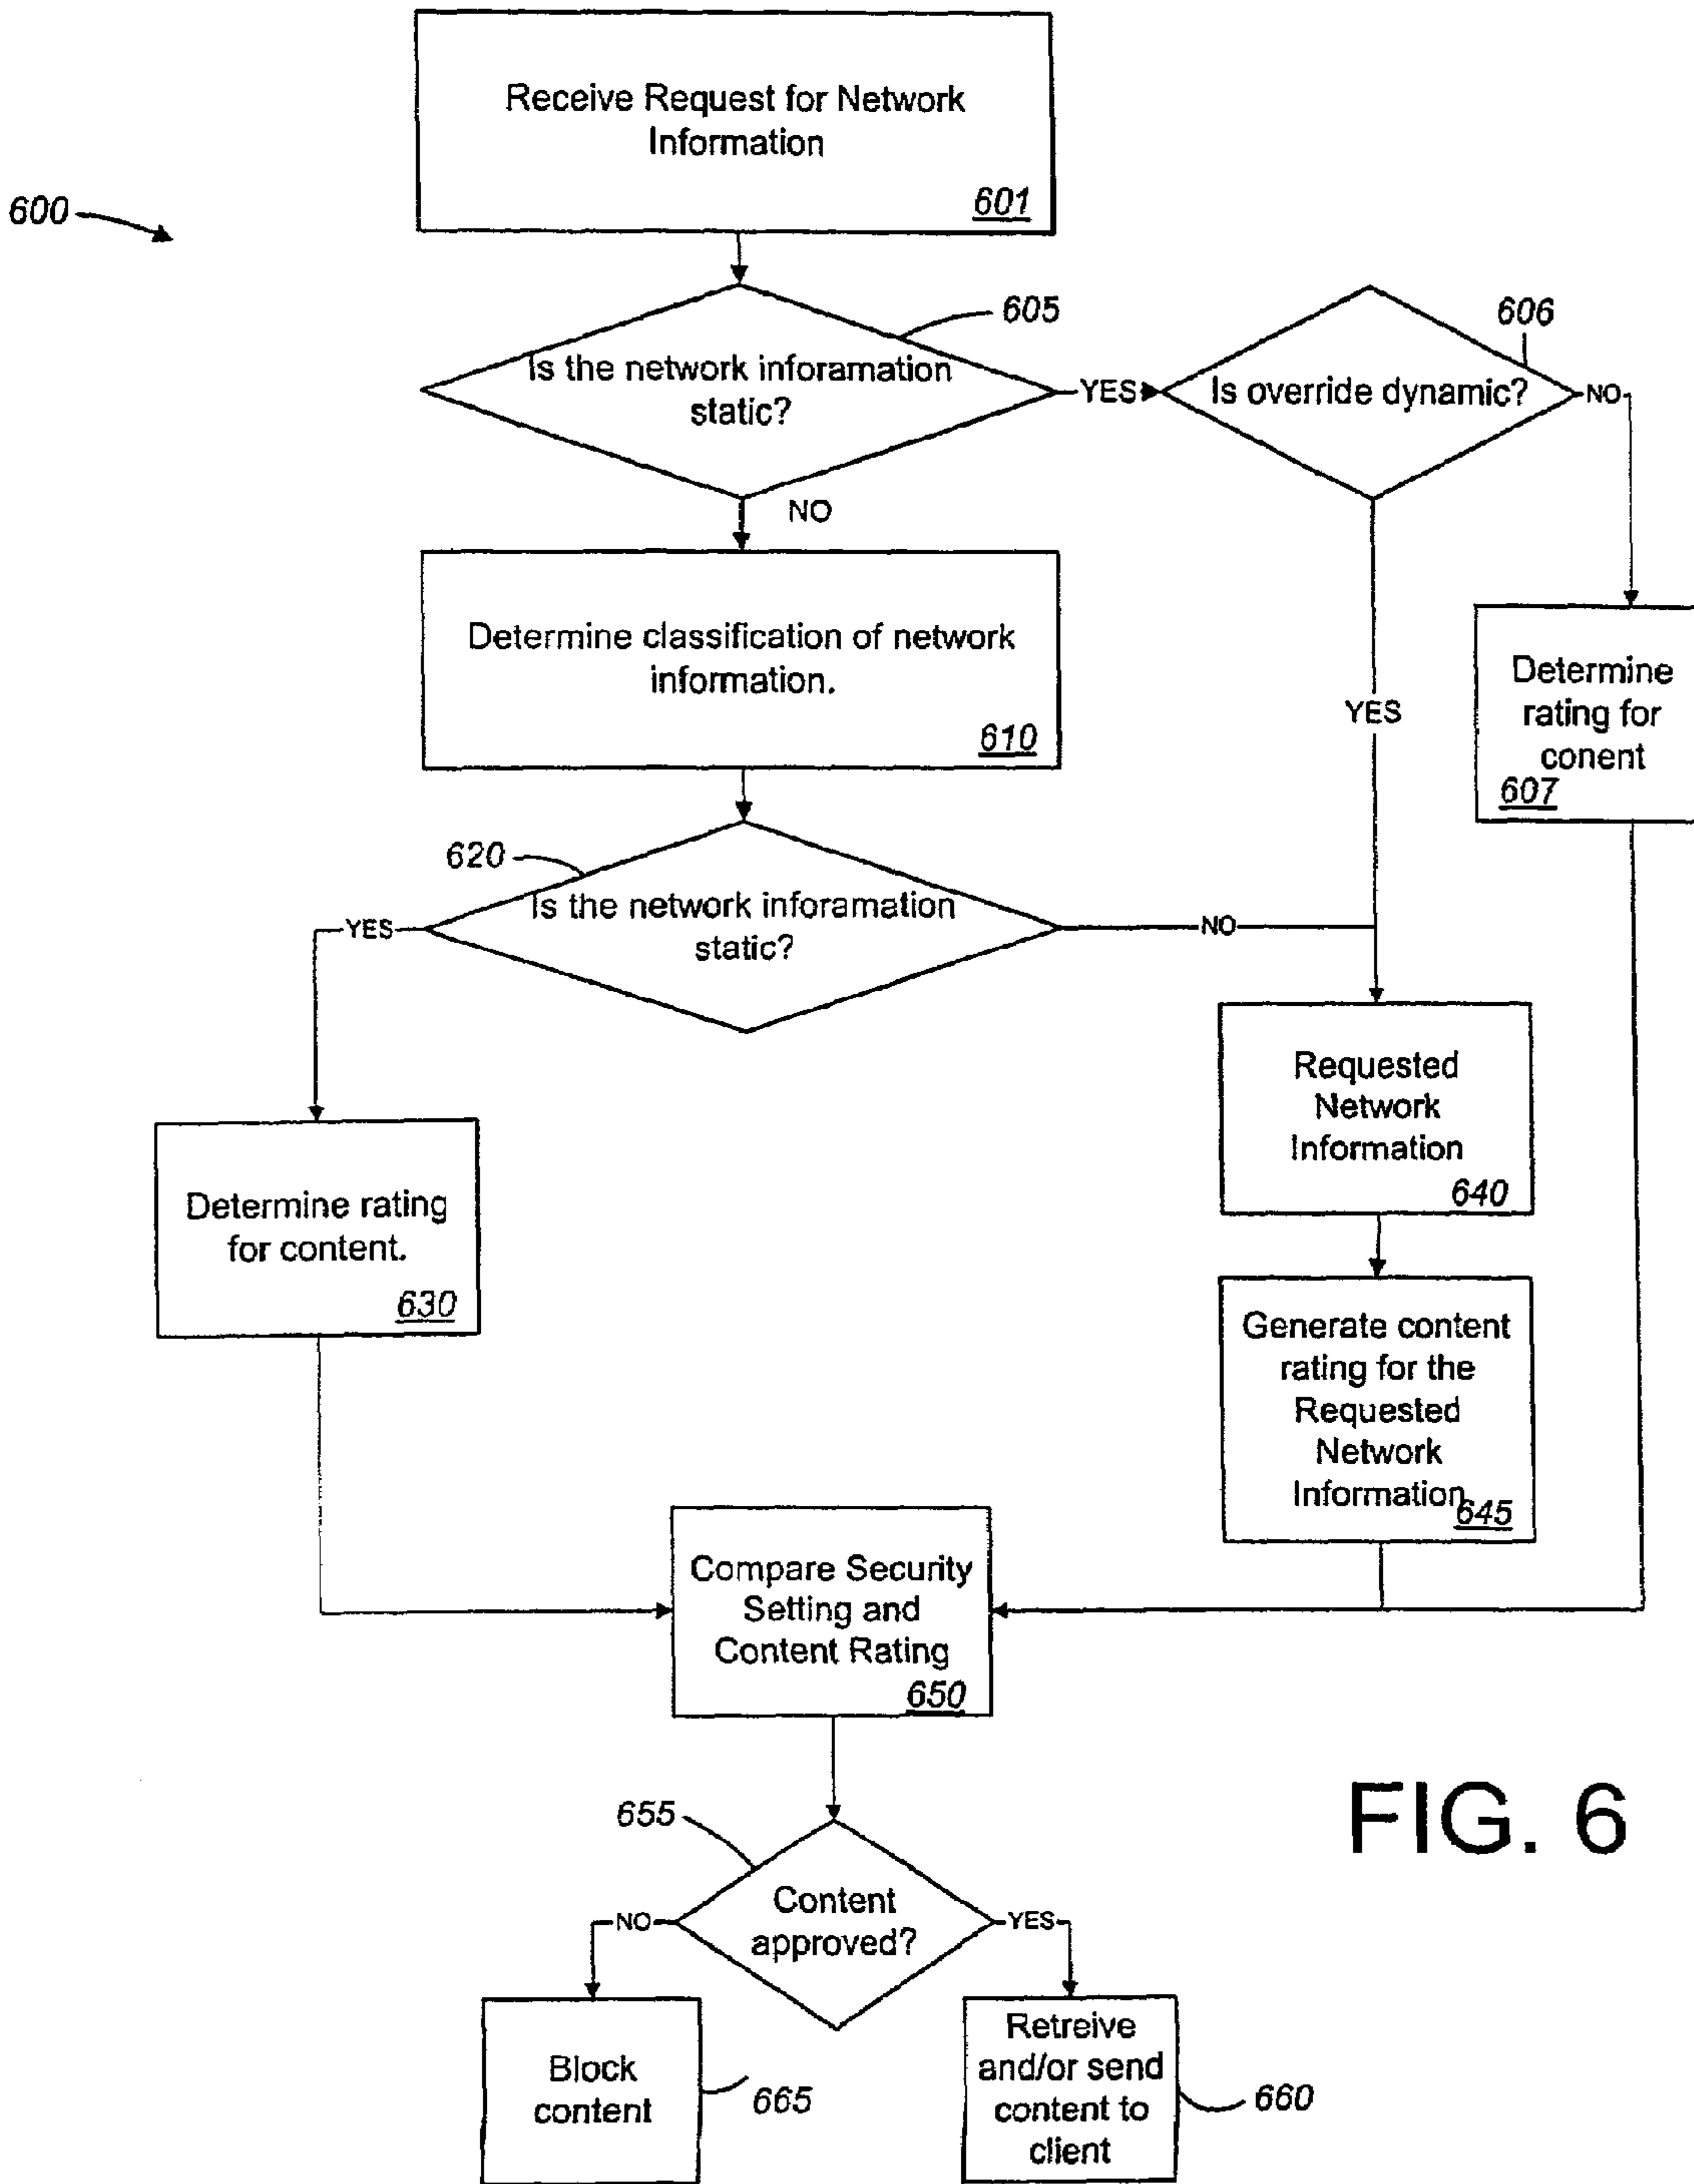 Receive Request for Network
Information
601
600
605
Is the network inforamation
static?
YES
606
Is override dynamic?
NO
NO
Determine classification of network
information.
610
YES
Determine
rating for
conent
607
620
Is the network inforamation
static?
YES
NO
Requested
Network
Information
640
Determine rating
for content.
630
Generate content
rating for the
Requested
Network
Information
645
Compare Security
Setting and
Content Rating
650
FIG. 6
655
Content
approved?
NO
YES
Block
content
665
Retreive
and/or send
content to
client
660